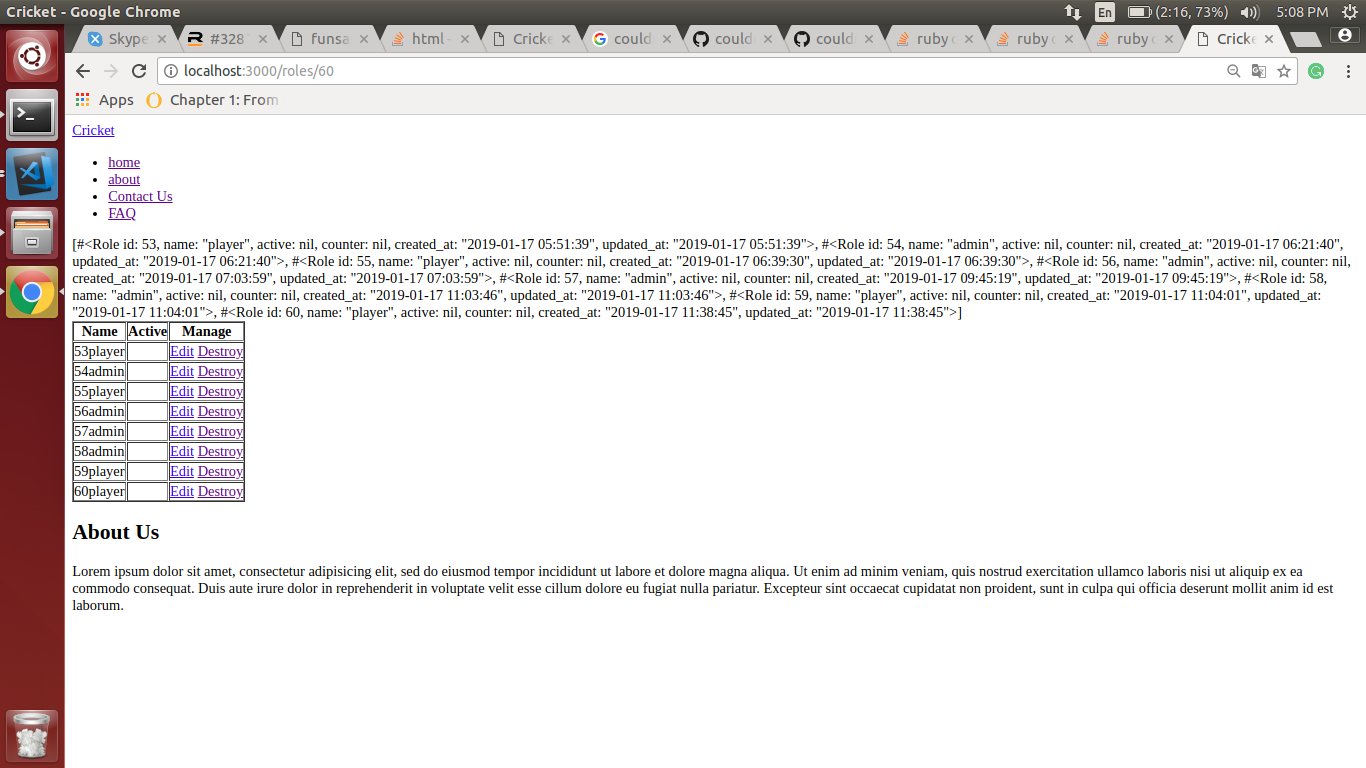 Cricket - Google Chrome
En
(2:16, 73%)
5:08 PM
Skype
#328
funsa
html -
Cricke
could
could
could
ruby o
ruby o
ruby o
Cricke
localhost:3000/roles/60
Apps
Chapter 1: From
Cricket
home
about
Contact Us
FAQ
[#<Role id: 53, name: "player", active: nil, counter: nil, created_at: "2019-01-17 05:51:39", updated_at: "2019-01-17 05:51:39">, #<Role id: 54, name: "admin", active: nil, counter: nil, created_at: "2019-01-17 06:21:40",
updated_at: "2019-01-17 06:21:40">, #<Role id: 55, name: "player", active: nil, counter: nil, created_at: "2019-01-17 06:39:30", updated_at: "2019-01-17 06:39:30">, #<Role id: 56, name: "admin", active: nil, counter: nil,
created_at: "2019-01-17 07:03:59", updated_at: "2019-01-17 07:03:59">, #<Role id: 57, name: "admin", active: nil, counter: nil, created_at: "2019-01-17 09:45:19", updated_at: "2019-01-17 09:45:19">, #<Role id: 58,
name: "admin", active: nil, counter: nil, created_at: "2019-01-17 11:03:46", updated_at: "2019-01-17 11:03:46">, #<Role id: 59, name: "player", active: nil, counter: nil, created_at: "2019-01-17 11:04:01", updated_at:
"2019-01-17 11:04:01">, #<Role id: 60, name: "player", active: nil, counter: nil, created_at: "2019-01-17 11:38:45", updated_at: "2019-01-17 11:38:45">]
Name Active Manage
53player Edit Destroy
54admin Edit Destroy
55player Edit Destroy
56admin Edit Destroy
57admin Edit Destroy
58admin Edit Destroy
59player Edit Destroy
60player Edit Destroy
About Us
Lorem ipsum dolor sit amet, consectetur adipisicing elit, sed do eiusmod tempor incididunt ut labore et dolore magna aliqua. Ut enim ad minim veniam, quis nostrud exercitation ullamco laboris nisi ut aliquip ex ea
commodo consequat. Duis aute irure dolor in reprehenderit in voluptate velit esse cillum dolore eu fugiat nulla pariatur. Excepteur sint occaecat cupidatat non proident, sunt in culpa qui officia deserunt mollit anim id est
laborum.